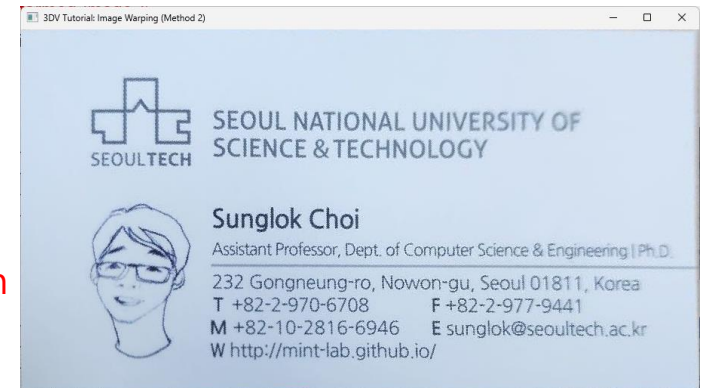 3DV Tutorial: Image Warping (Method 2)
SEOULTECH
SEOUL NATIONAL UNIVERSITY OF
SCIENCE & TECHNOLOGY
Sunglok Choi
Assistant Professor, Dept. of Computer Science & Engineering | Ph.D.
232 Gongneung-ro, Nowon-gu, Seoul 01811, Korea
T +82-2-970-6708 F +82-2-977-9441
M +82-10-2816-6946 E sunglok@seoultech.ac.kr
W http://mint-lab.github.io/